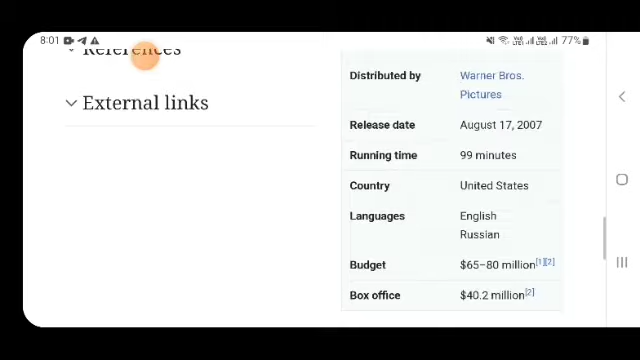 8:01 77%
References
External links
Distributed by Warner Bros.
Pictures
Release date August 17, 2007
Running time 99 minutes
Country United States
Languages English
Russian
Budget $65–80 million[1][2]
Box office $40.2 million[2]